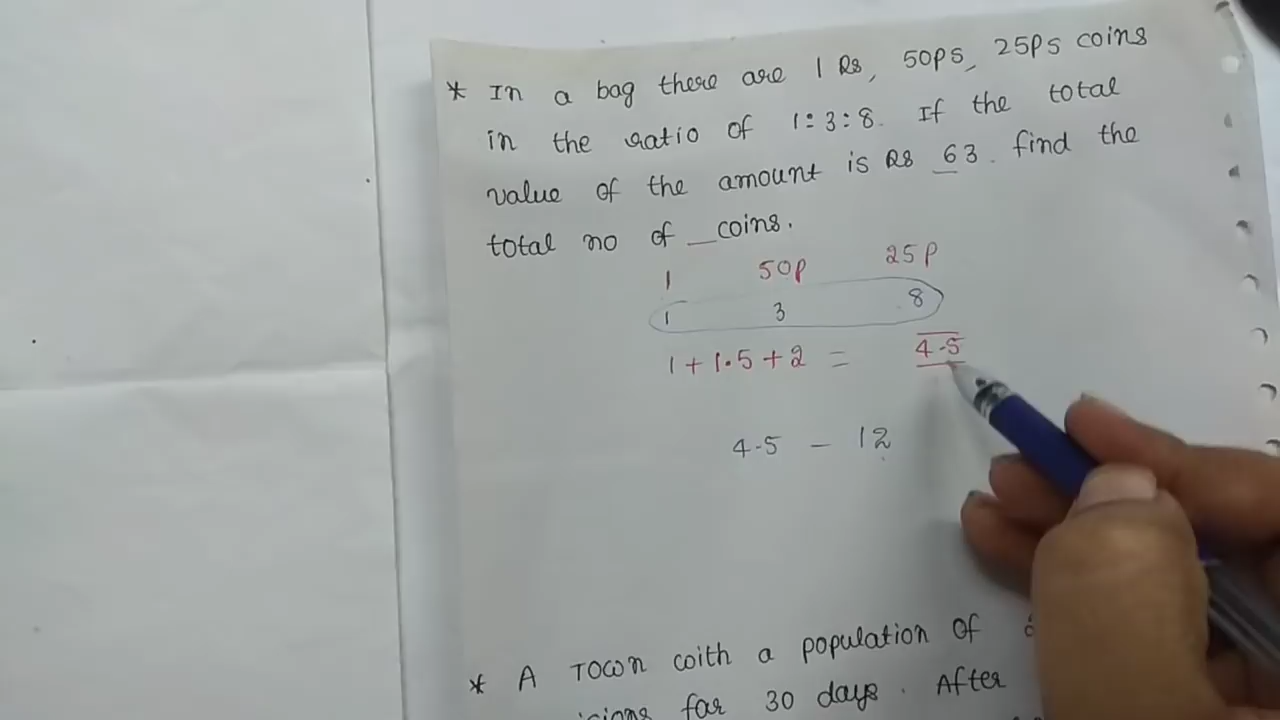 * In a bag there are 1 Rs, 50ps, 25ps coins
in the ratio of 1:3:8. If the total
value of the amount is Rs 63. find the
total no of _ coins.
1 50p 25p
1 3 8
1 + 1.5 + 2 = 4.5
4.5 - 12
* A Town with a population of
for 30 days. After